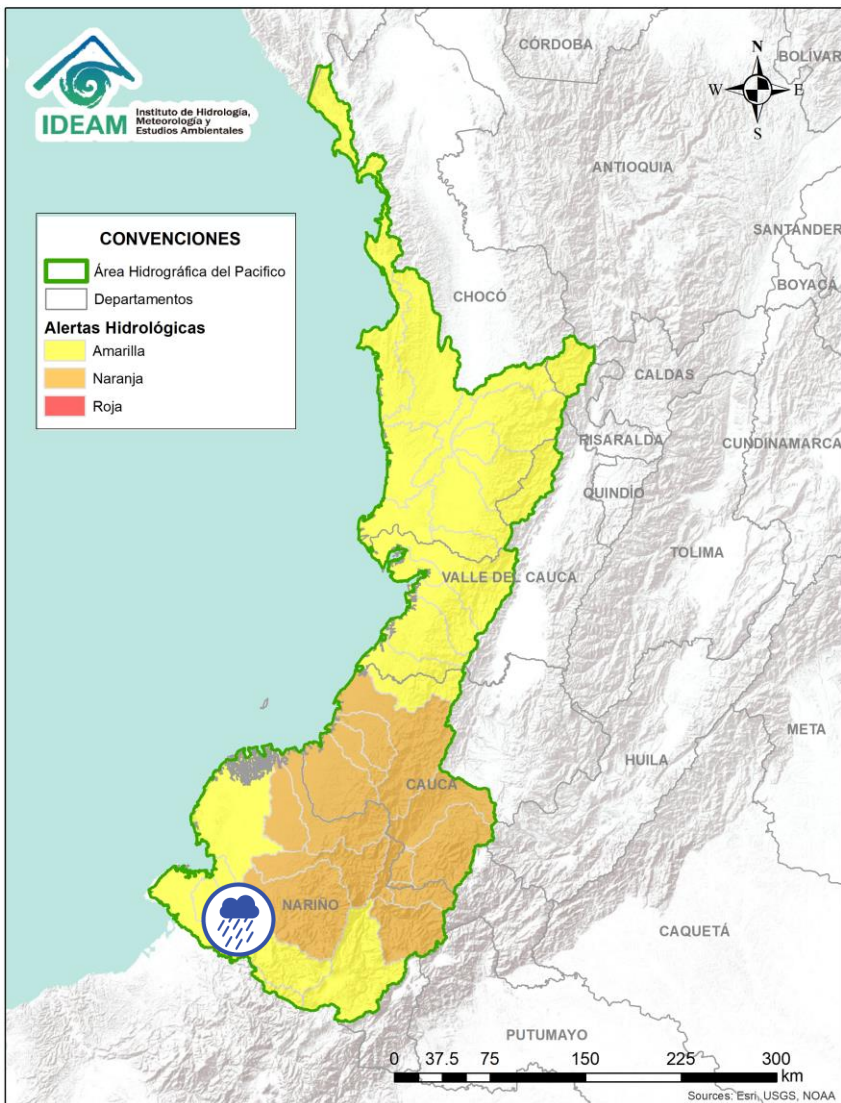 IDEAM
Instituto de Hidrología,
Meteorología y
Estudios Ambientales
CÓRDOBA
BOLÍVAR
N
W
E
S
ANTIOQUIA
SANTANDER
BOYACÁ
CONVENCIONES
Área Hidrográfica del Pacifico
Departamentos
Alertas Hidrológicas
Amarilla
Naranja
Roja
CHOCÓ
CALDAS
RISARALDA
CUNDINAMARCA
QUINDÍO
TOLIMA
VALLE DEL CAUCA
META
HUILA
CAUCA
NARIÑO
CAQUETÁ
PUTUMAYO
0 37.5 75 150 225 300
km
Sources: Esri, USGS, NOAA